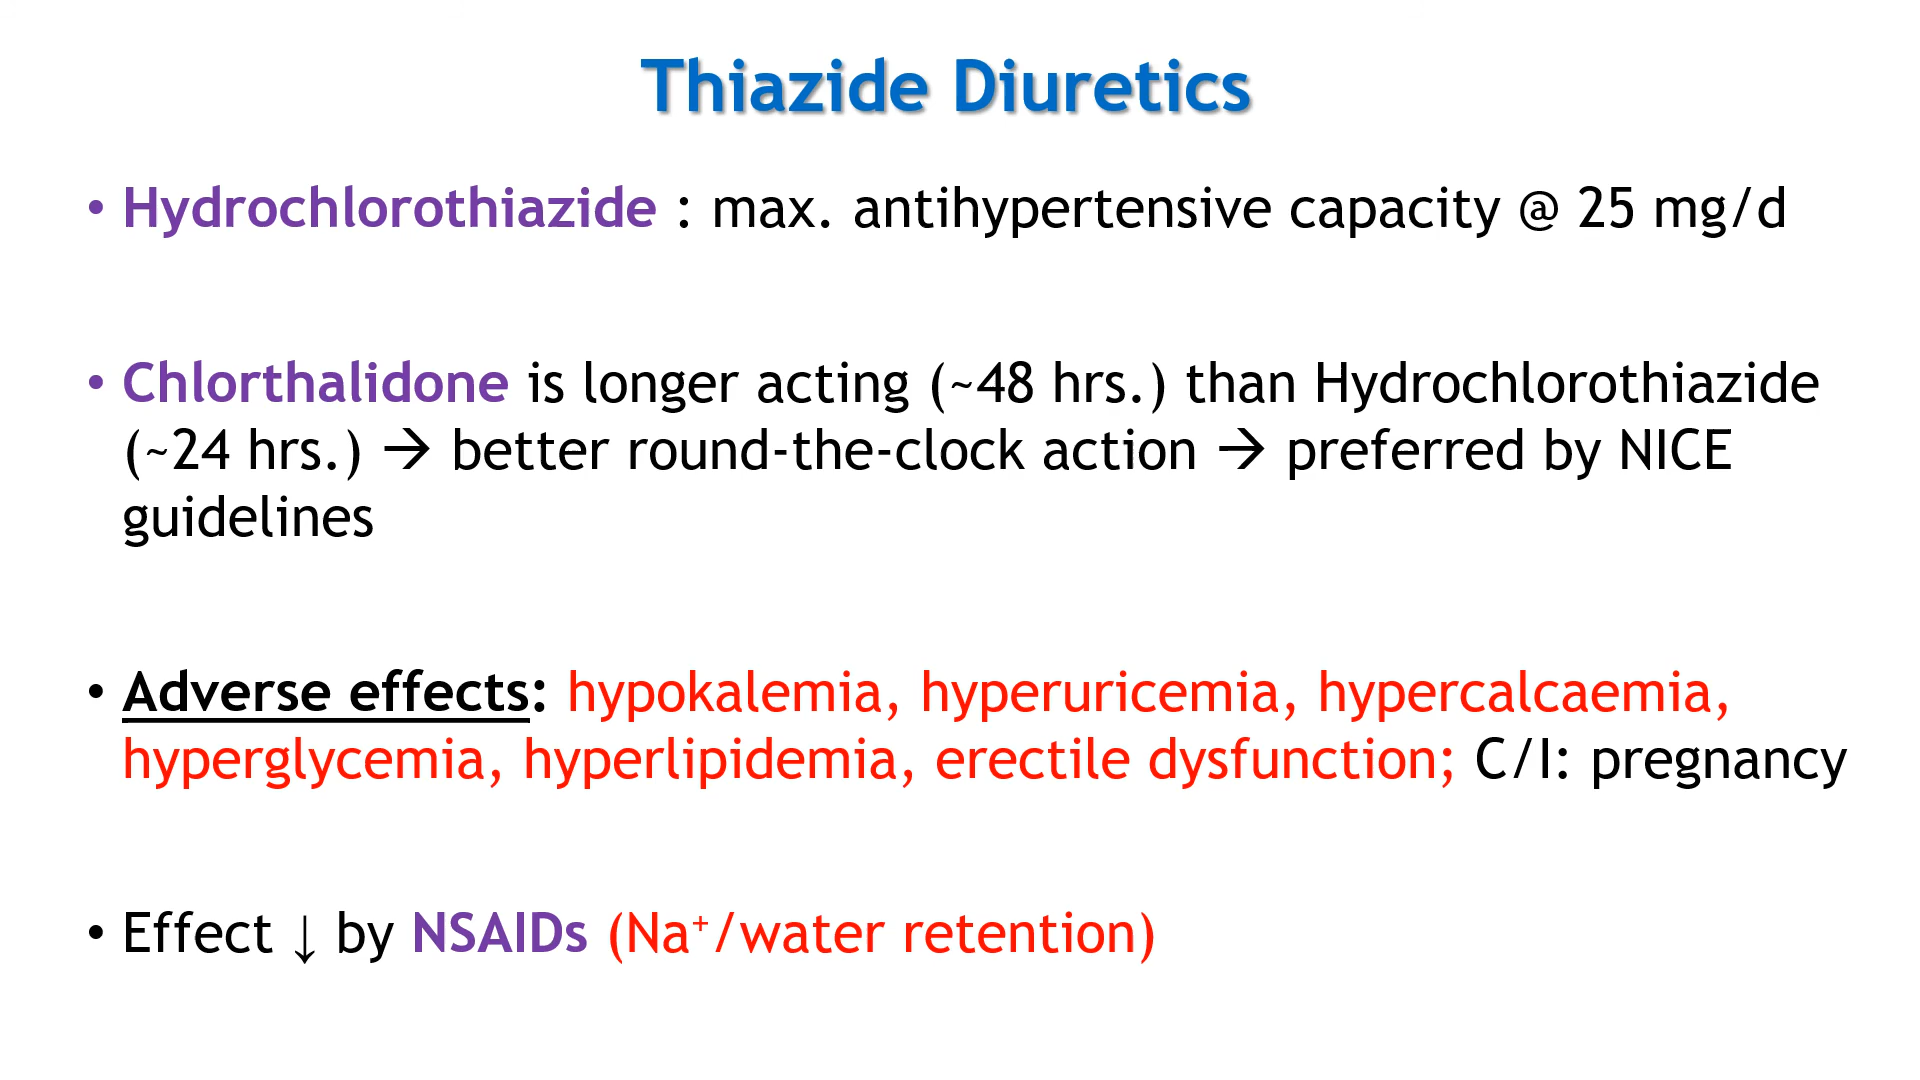 Thiazide Diuretics
• Hydrochlorothiazide : max. antihypertensive capacity @ 25 mg/d
• Chlorthalidone is longer acting (~48 hrs.) than Hydrochlorothiazide
(~24 hrs.) → better round-the-clock action → preferred by NICE
guidelines
• Adverse effects: hypokalemia, hyperuricemia, hypercalcaemia,
hyperglycemia, hyperlipidemia, erectile dysfunction; C/I: pregnancy
• Effect ↓ by NSAIDs (Na⁺/water retention)